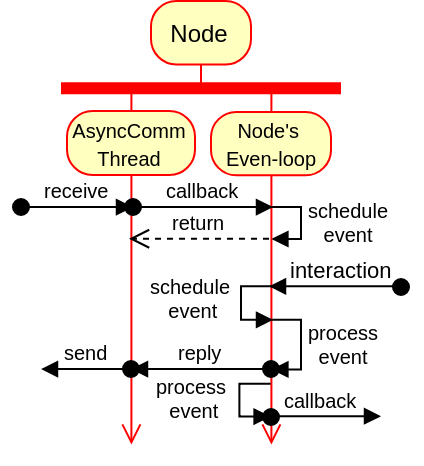 Node
AsyncComm
Thread
Node's
Even-loop
receive
callback
return
schedule
event
interaction
schedule
event
process
event
send
reply
process
event
callback